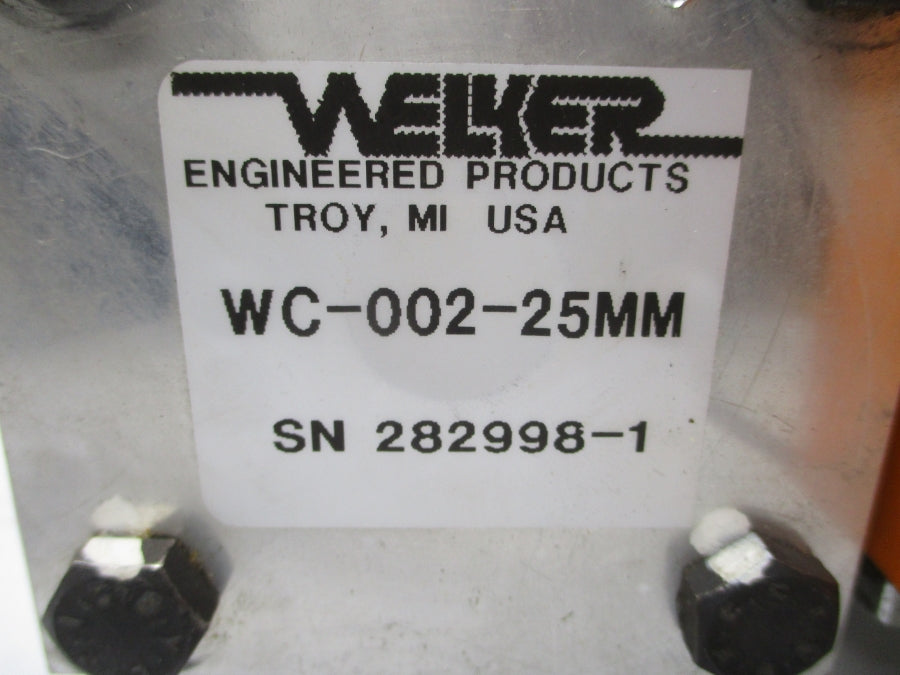 WELKER
ENGINEERED PRODUCTS
TROY, MI USA
WC-002-25MM
SN 282998-1